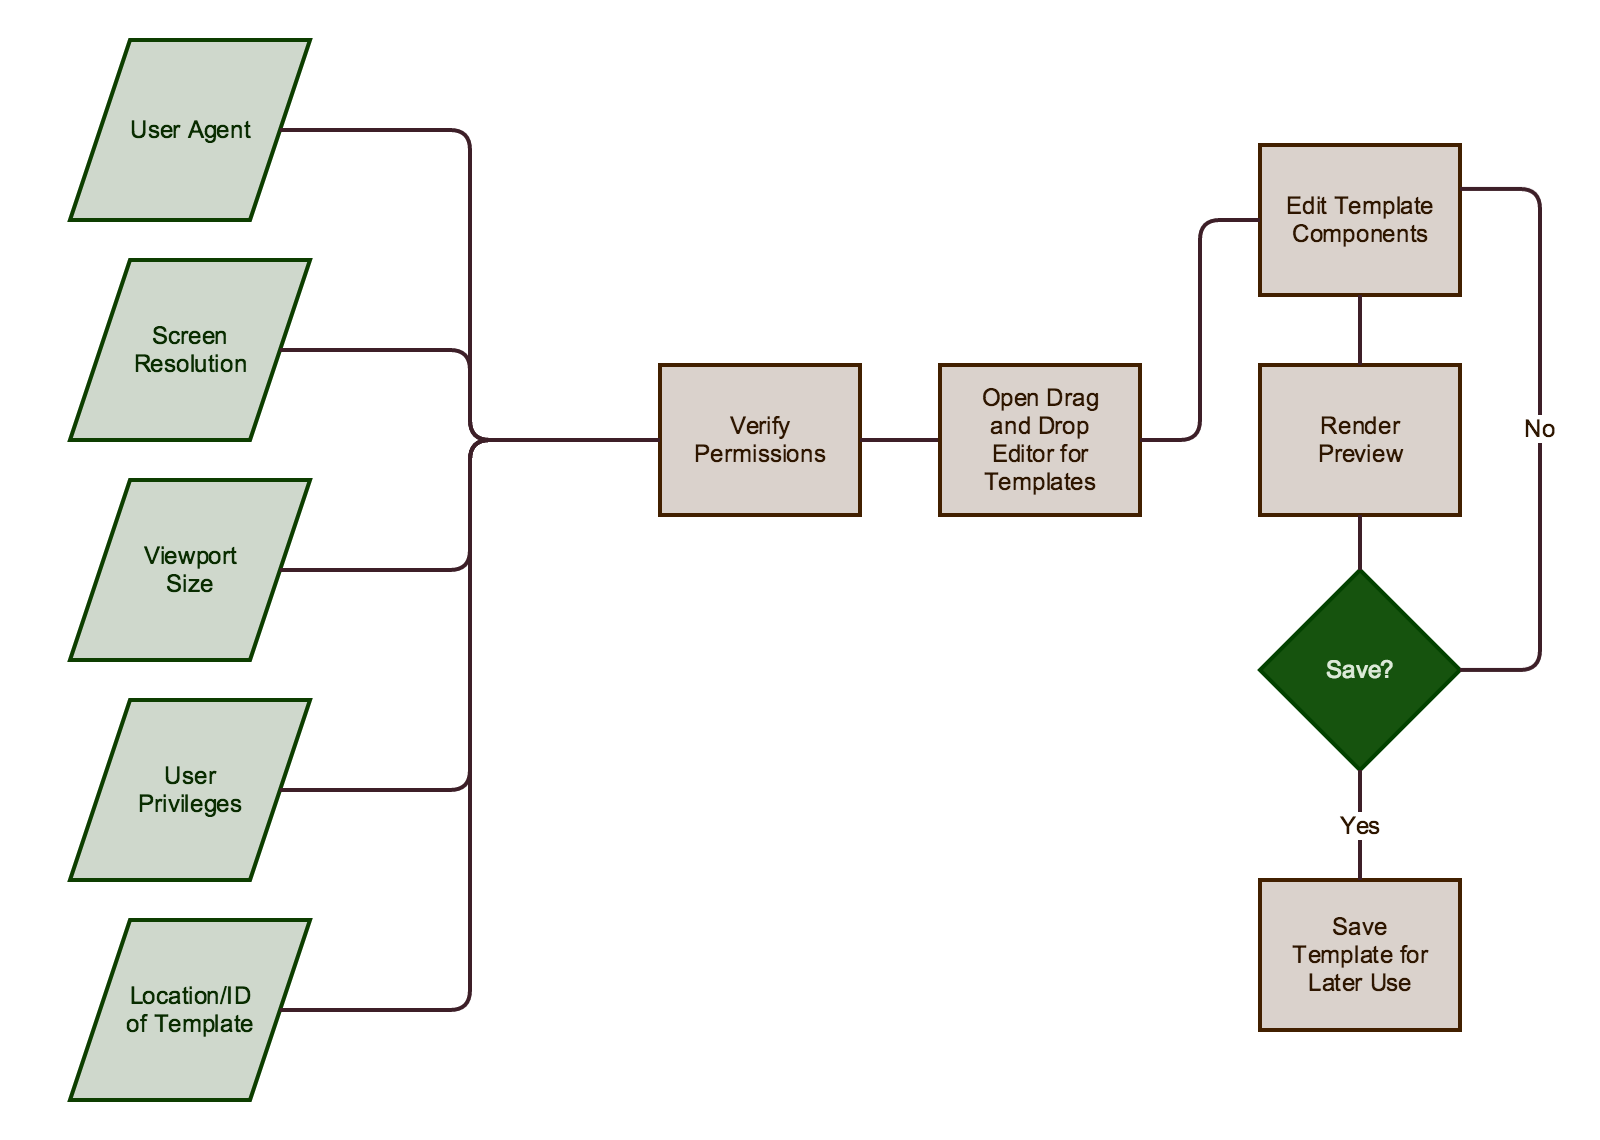 User Agent
Screen
Resolution
Viewport
Size
User
Privileges
Location/ID
of Template
Verify
Permissions
Open Drag
and Drop
Editor for
Templates
Edit Template
Components
Render
Preview
No
Save?
Yes
Save
Template for
Later Use